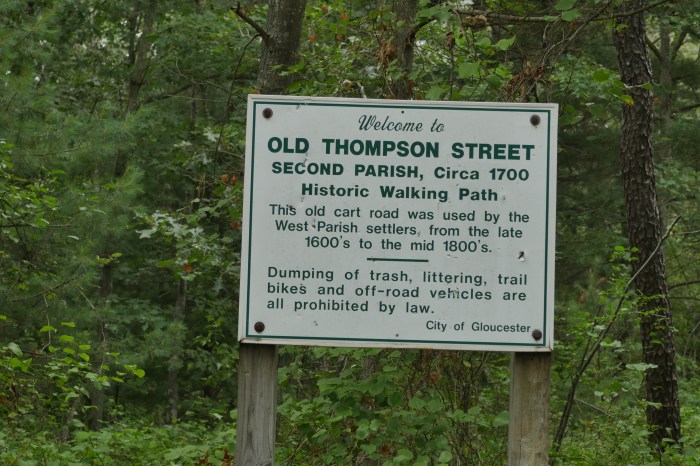 Welcome to
OLD THOMPSON STREET
SECOND PARISH, Circa 1700
Historic Walking Path
This old cart road was used by the
West Parish settlers, from the late
1600's to the mid 1800's.
Dumping of trash, littering, trail
bikes and off-road vehicles are
all prohibited by law.
City of Gloucester